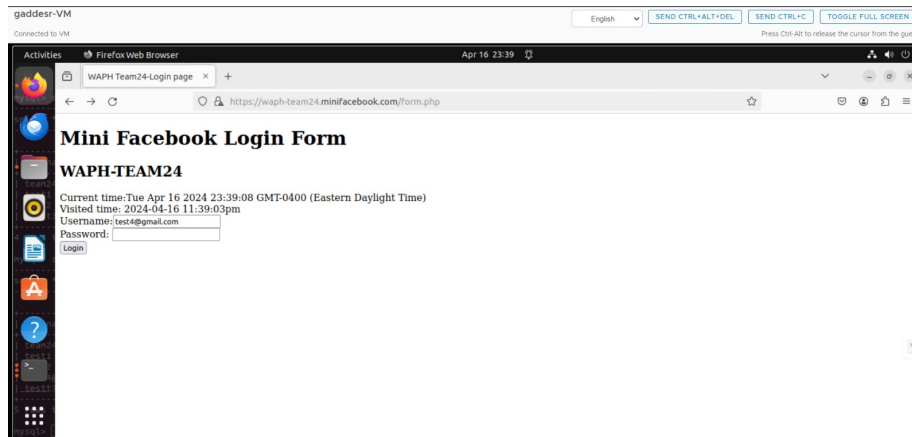 gaddesr-VM
English
SEND CTRL+ALT+DEL
SEND CTRL+C
TOGGLE FULL SCREEN
Connected to VM
Press Ctrl-Alt to release the cursor from the gue
Activities
Firefox Web Browser
Apr 16 23:39
WAPH Team24-Login page
https://waph-team24.minifacebook.com/form.php
Mini Facebook Login Form
WAPH-TEAM24
Current time:Tue Apr 16 2024 23:39:08 GMT-0400 (Eastern Daylight Time)
Visited time: 2024-04-16 11:39:03pm
Username: test4@gmail.com
Password:
Login
mysql>